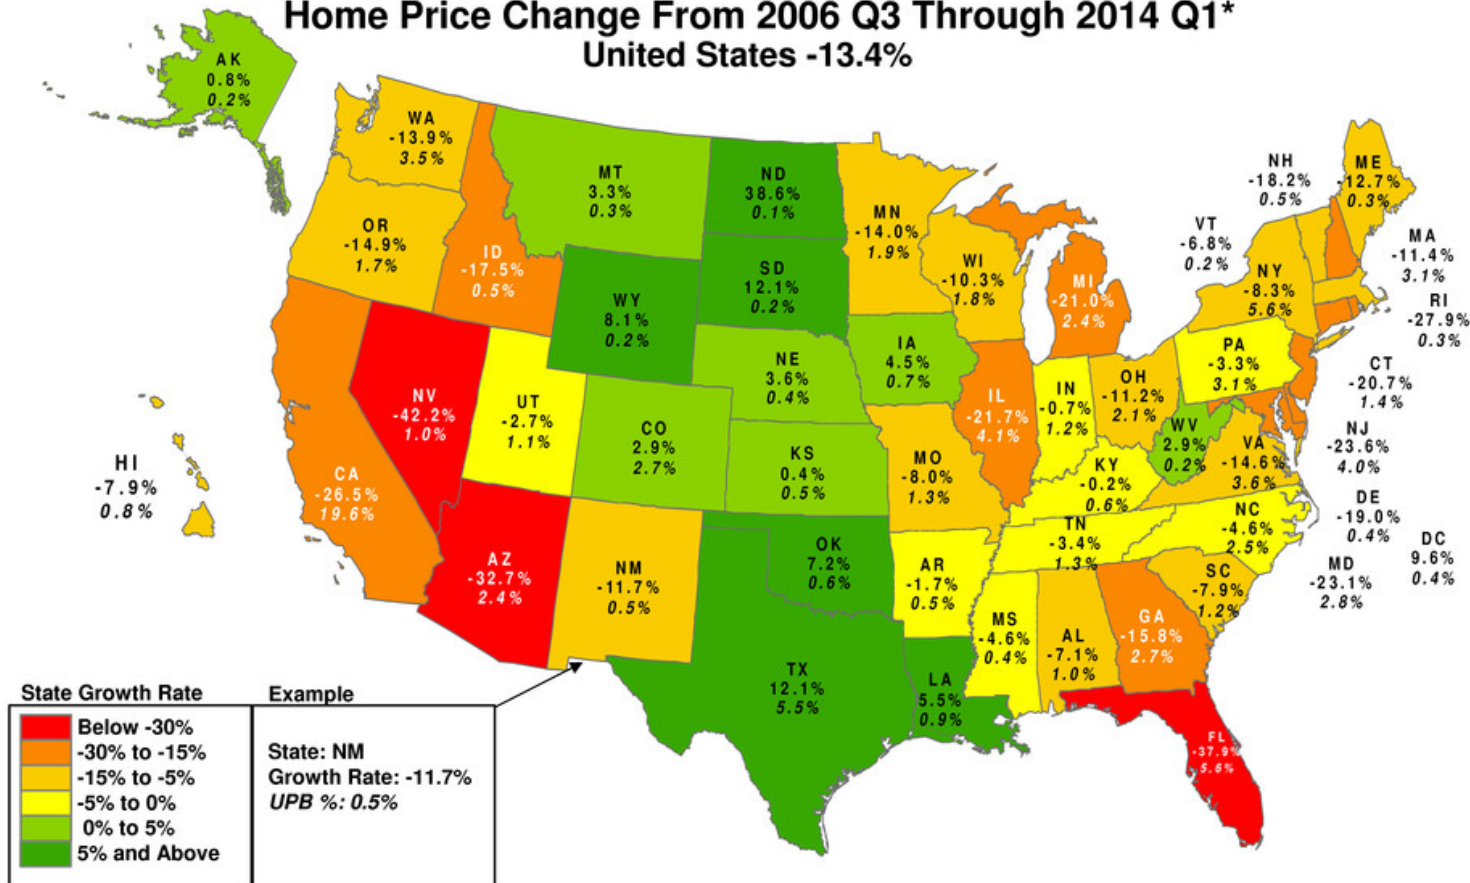 Home Price Change From 2006 Q3 Through 2014 Q1*
United States -13.4%
AK
0.8%
0.2%
WA
-13.9%
3.5%
MT
3.3%
0.3%
ND
38.6%
0.1%
MN
-14.0%
1.9%
NH
-18.2%
0.5%
ME
-12.7%
0.3%
VT
-6.8%
0.2%
MA
-11.4%
3.1%
OR
-14.9%
1.7%
ID
-17.5%
0.5%
SD
12.1%
0.2%
WI
-10.3%
1.8%
MI
-21.0%
2.4%
NY
-8.3%
5.6%
RI
-27.9%
0.3%
WY
8.1%
0.2%
IA
4.5%
0.7%
PA
-3.3%
3.1%
CT
-20.7%
1.4%
NV
-42.2%
1.0%
UT
-2.7%
1.1%
NE
3.6%
0.4%
IL
-21.7%
4.1%
IN
-0.7%
1.2%
OH
-11.2%
2.1%
NJ
-23.6%
4.0%
CO
2.9%
2.7%
KS
0.4%
0.5%
MO
-8.0%
1.3%
WV
2.9%
0.2%
VA
-14.6%
3.6%
HI
-7.9%
0.8%
CA
-26.5%
19.6%
KY
-0.2%
0.6%
DE
-19.0%
0.4%
NC
-4.6%
2.5%
TN
-3.4%
1.3%
DC
9.6%
0.4%
MD
-23.1%
2.8%
AZ
-32.7%
2.4%
NM
-11.7%
0.5%
OK
7.2%
0.6%
AR
-1.7%
0.5%
SC
-7.9%
1.2%
MS
-4.6%
0.4%
AL
-7.1%
1.0%
GA
-15.8%
2.7%
TX
12.1%
5.5%
LA
5.5%
0.9%
FL
-37.9%
5.6%
State Growth Rate
Below -30%
-30% to -15%
-15% to -5%
-5% to 0%
0% to 5%
5% and Above
Example
State: NM
Growth Rate: -11.7%
UPB %: 0.5%